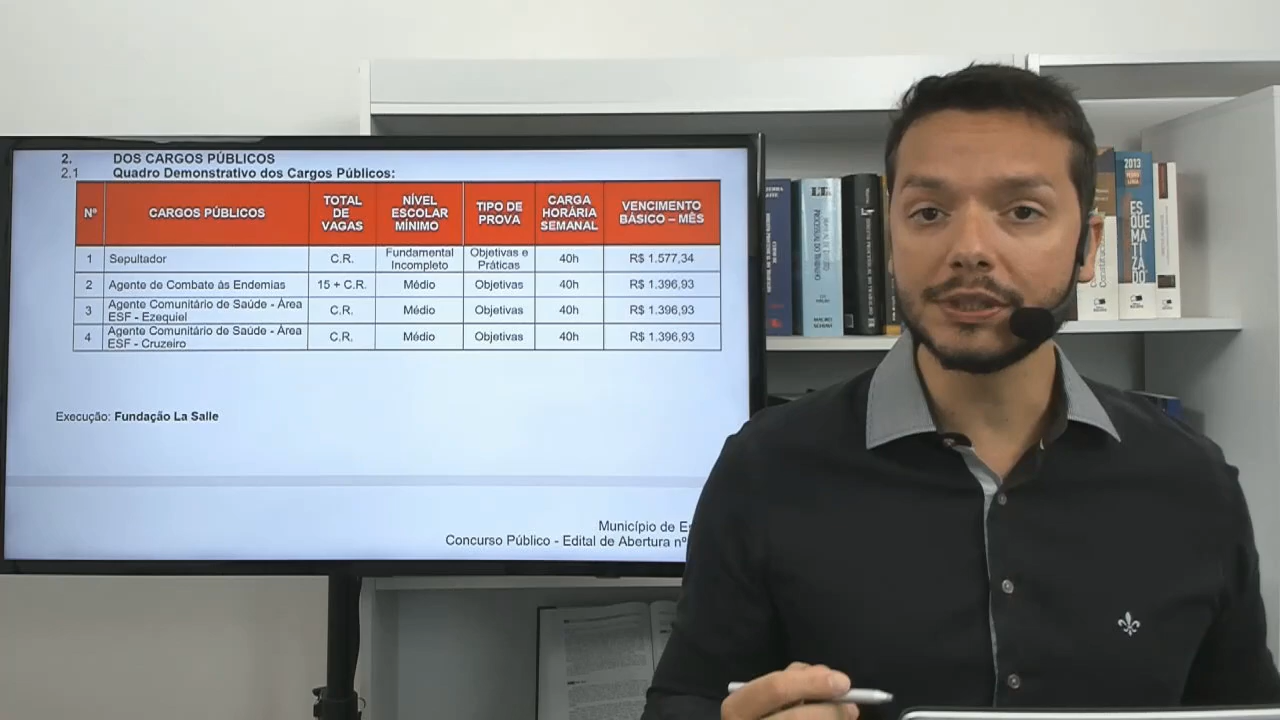 2. DOS CARGOS PÚBLICOS
2.1 Quadro Demonstrativo dos Cargos Públicos:
Nº CARGOS PÚBLICOS TOTAL DE VAGAS NÍVEL ESCOLAR MÍNIMO TIPO DE PROVA CARGA HORÁRIA SEMANAL VENCIMENTO BÁSICO – MÊS
1 Sepultador C.R. Fundamental Incompleto Objetivas e Práticas 40h R$ 1.577,34
2 Agente de Combate às Endemias 15 + C.R. Médio Objetivas 40h R$ 1.396,93
3 Agente Comunitário de Saúde - Área ESF - Ezequiel C.R. Médio Objetivas 40h R$ 1.396,93
4 Agente Comunitário de Saúde - Área ESF - Cruzeiro C.R. Médio Objetivas 40h R$ 1.396,93
Execução: Fundação La Salle
Município de
Concurso Público - Edital de Abertura nº
2013
ESQUEMATIZADO